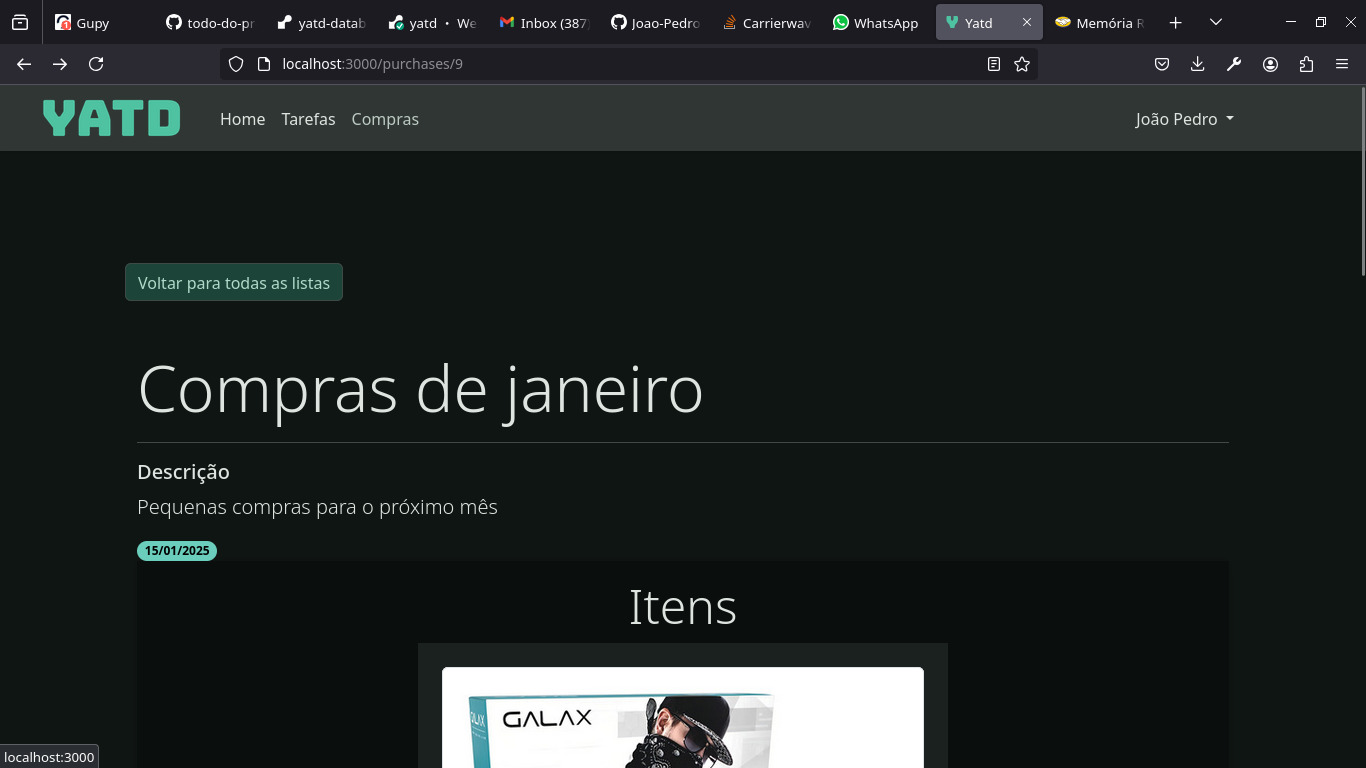 Gupy
todo-do-pr
yatd-datab
yatd • We
Inbox (387
Joao-Pedro
Carrierwav
WhatsApp
Yatd
Memória R
localhost:3000/purchases/9
YATD
Home
Tarefas
Compras
João Pedro
Voltar para todas as listas
Compras de janeiro
Descrição
Pequenas compras para o próximo mês
15/01/2025
Itens
GALAX
GALAX
localhost:3000